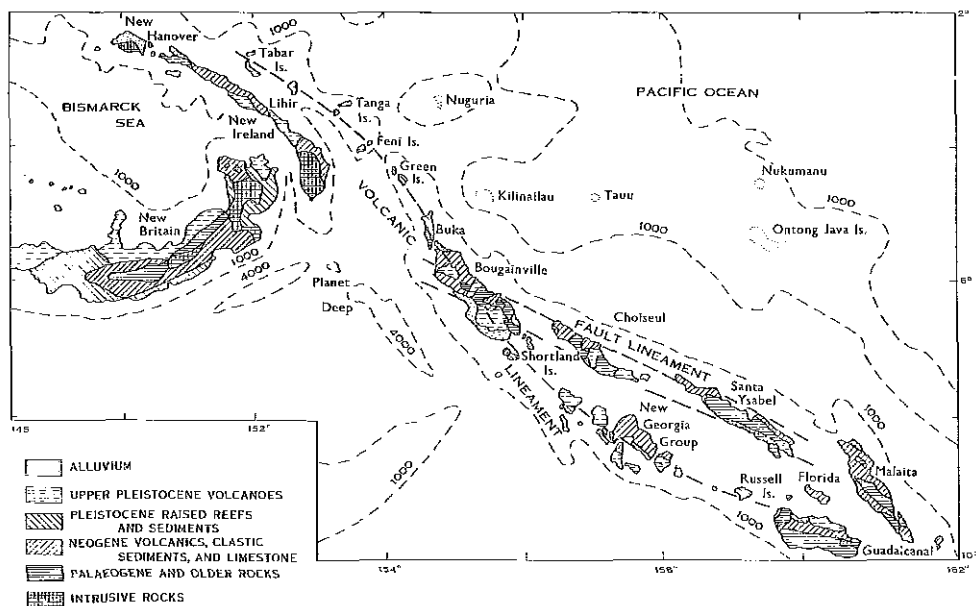 2°
New
Hanover
1000
1000
Tabar
Is.
PACIFIC OCEAN
Lihir
Tanga
Is.
Nuguria
BISMARCK
SEA
New
Ireland
Feni Is.
Nukumanu
Green
Is.
1000
VOLCANIC
Kilinailau
Tauu
1000
New
Britain
Buka
1000
Ontong Java Is.
1000
4000
Bougainville
6°
Planet
Deep
Choiseul
4000
FAULT LINEAMENT
Shortland
Is.
LINEAMENT
Santa
Ysabel
1000
145
152°
New
Georgia
Group
1000
Malaita
Russell
Is.
Florida
1000
Guadalcanal
10°
154°
156°
162°
ALLUVIUM
UPPER PLEISTOCENE VOLCANOES
PLEISTOCENE RAISED REEFS
AND SEDIMENTS
NEOGENE VOLCANICS, CLASTIC
SEDIMENTS, AND LIMESTONE
PALAEOGENE AND OLDER ROCKS
INTRUSIVE ROCKS